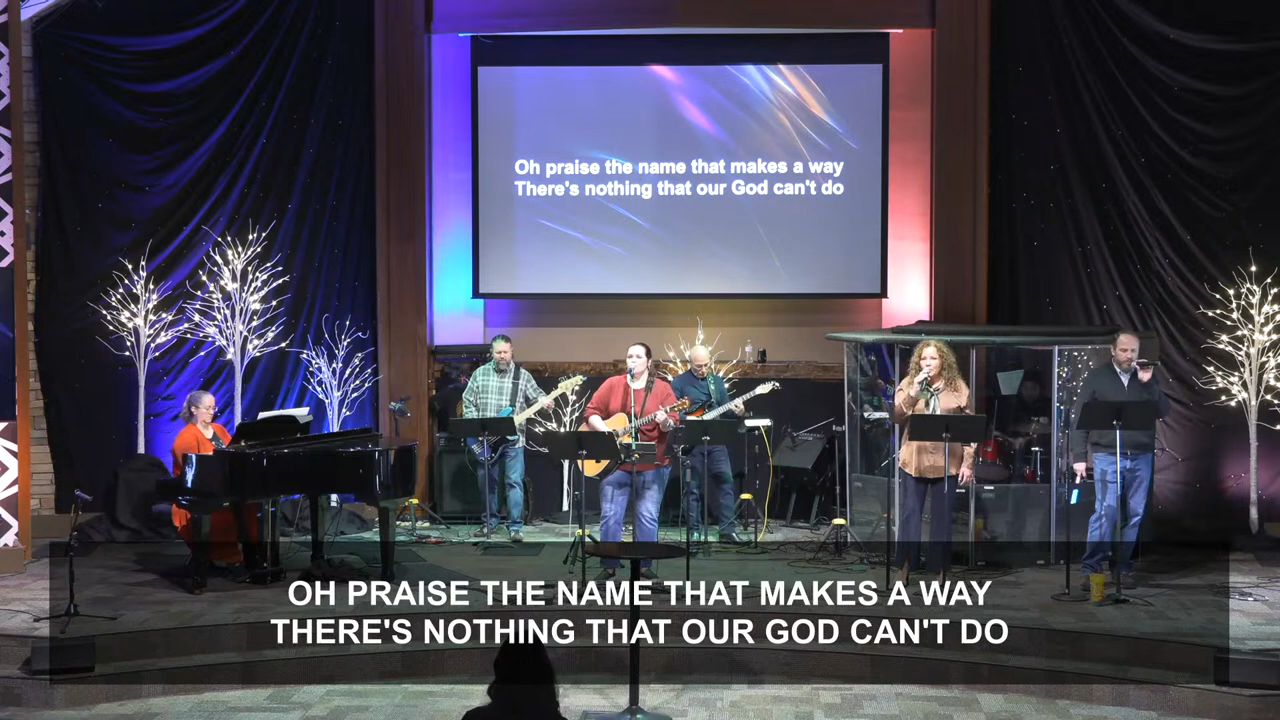 Oh praise the name that makes a way
There's nothing that our God can't do
OH PRAISE THE NAME THAT MAKES A WAY
THERE'S NOTHING THAT OUR GOD CAN'T DO